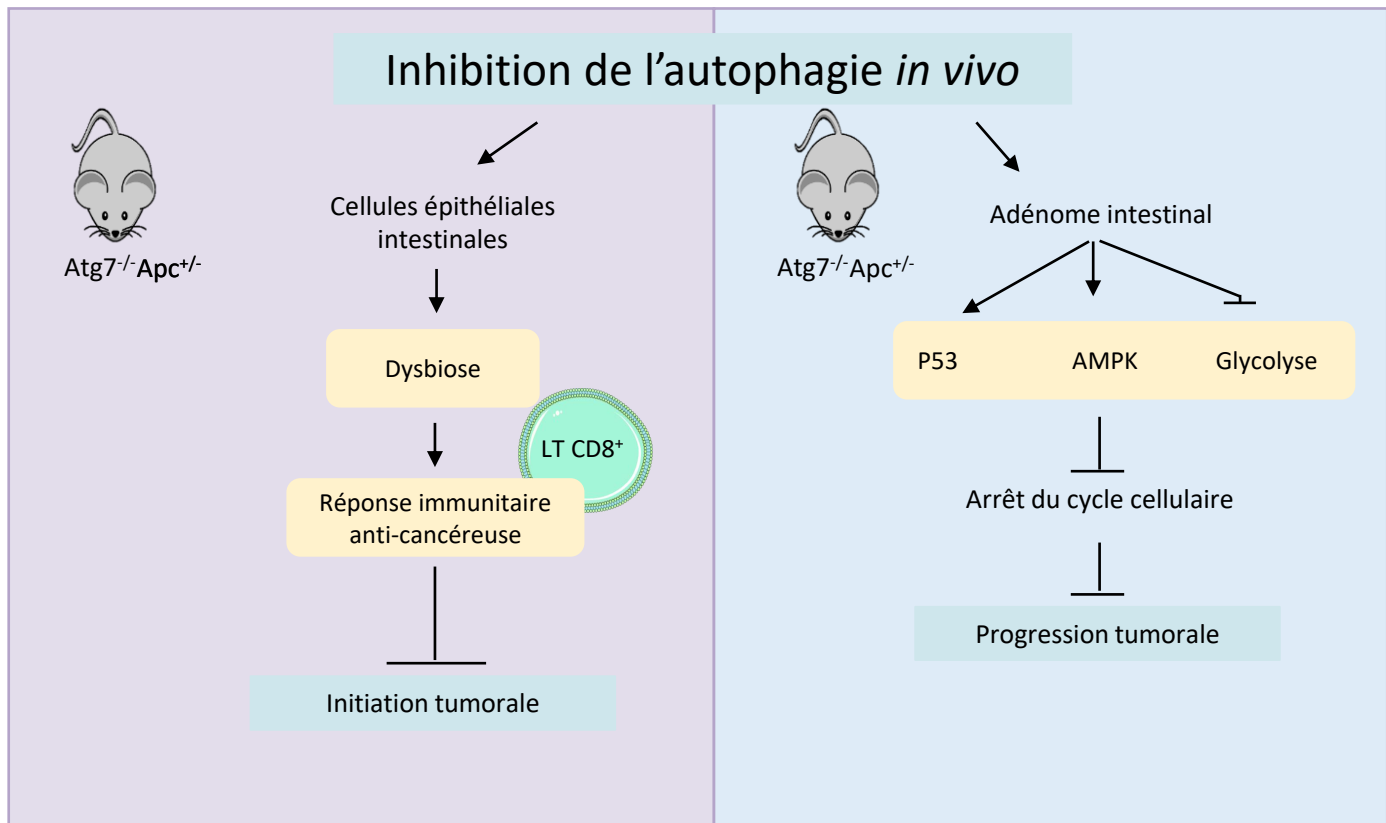 Inhibition de l'autophagie in vivo
Atg7-/-Apc+/-
Cellules épithéliales
intestinales
Dysbiose
LT CD8+
Réponse immunitaire
anti-cancéreuse
Initiation tumorale
Atg7-/-Apc+/-
Adénome intestinal
P53 AMPK Glycolyse
Arrêt du cycle cellulaire
Progression tumorale